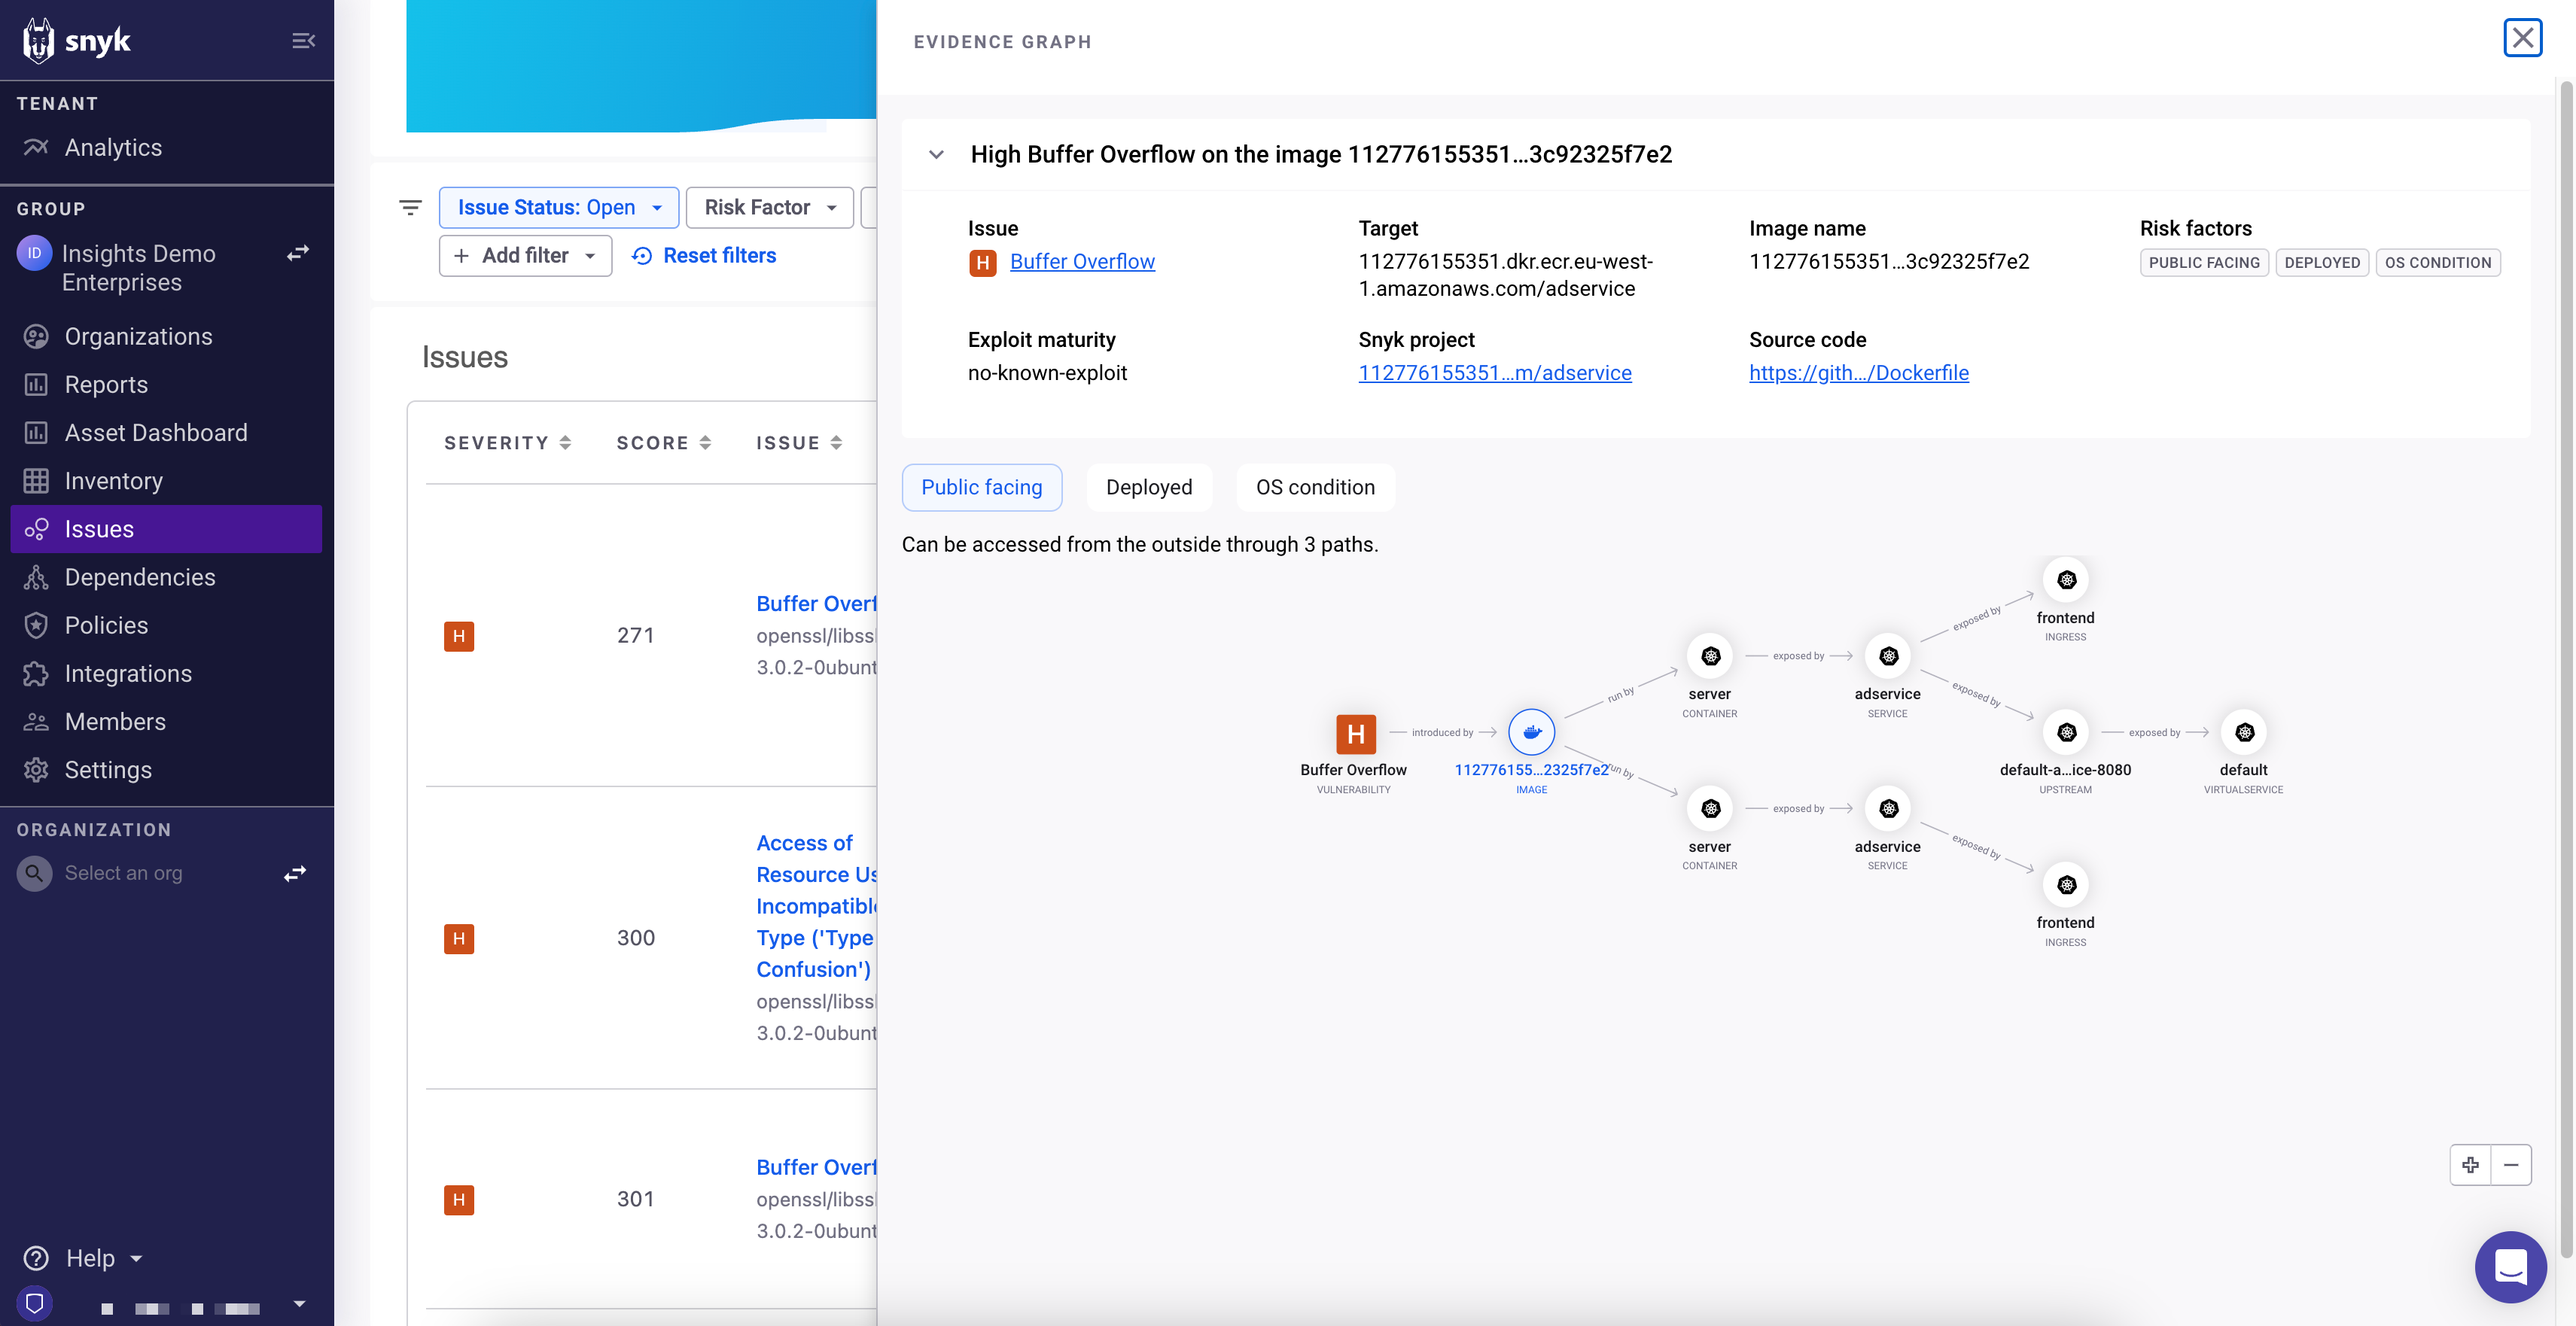 snyk
TENANT
Analytics
GROUP
ID
Insights Demo
Enterprises
Organizations
Reports
Asset Dashboard
Inventory
Issues
Dependencies
Policies
Integrations
Members
Settings
ORGANIZATION
Select an org
Help
Issue Status: Open
Risk Factor
Add filter
Reset filters
Issues
SEVERITY SCORE ISSUE
H 271
Buffer Overf
openssl/libssl
3.0.2-0ubunt
H 300
Access of
Resource Us
Incompatible
Type ('Type
Confusion')
openssl/libssl
3.0.2-0ubunt
H 301
Buffer Overf
openssl/libssl
3.0.2-0ubunt
EVIDENCE GRAPH
High Buffer Overflow on the image 112776155351...3c92325f7e2
Issue
H Buffer Overflow
Target
112776155351.dkr.ecr.eu-west-
1.amazonaws.com/adservice
Image name
112776155351...3c92325f7e2
Risk factors
PUBLIC FACING DEPLOYED OS CONDITION
Exploit maturity
no-known-exploit
Snyk project
112776155351...m/adservice
Source code
https://gith.../Dockerfile
Public facing Deployed OS condition
Can be accessed from the outside through 3 paths.
H
Buffer Overflow
VULNERABILITY
introduced by
112776155...2325f7e2
IMAGE
run by
server
CONTAINER
exposed by
adservice
SERVICE
exposed by
frontend
INGRESS
exposed by
default-a...ice-8080
UPSTREAM
exposed by
default
VIRTUALSERVICE
run by
server
CONTAINER
exposed by
adservice
SERVICE
exposed by
frontend
INGRESS